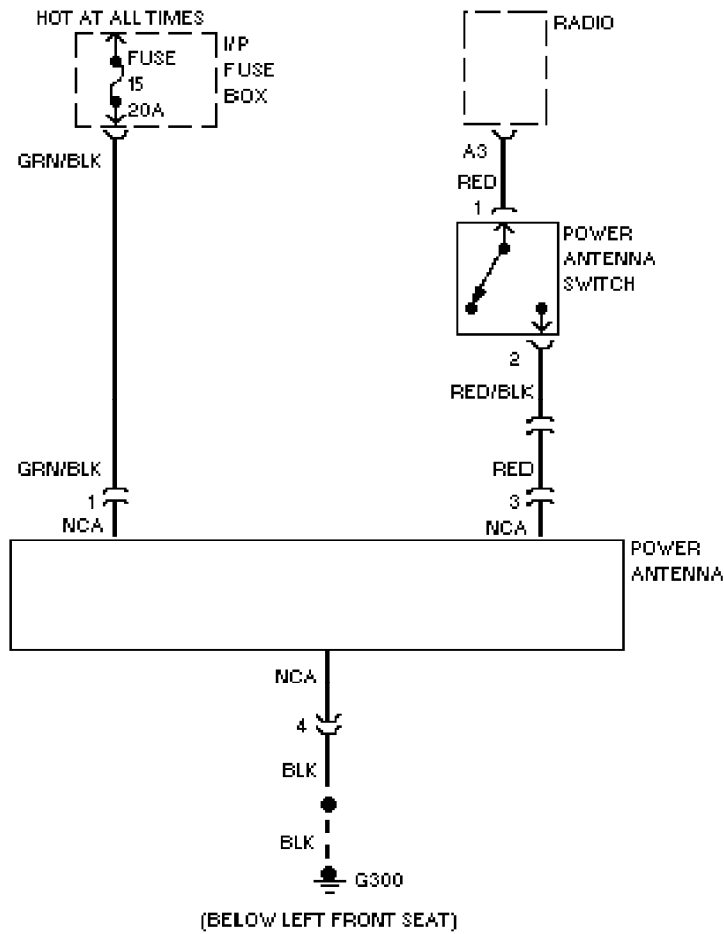 HOT AT ALL TIMES
FUSE
15
20A
I/P
FUSE
BOX
GRN/BLK
RADIO
A3
RED
1
POWER
ANTENNA
SWITCH
2
RED/BLK
GRN/BLK
1
NCA
RED
3
NCA
POWER
ANTENNA
NCA
4
BLK
BLK
G300
(BELOW LEFT FRONT SEAT)